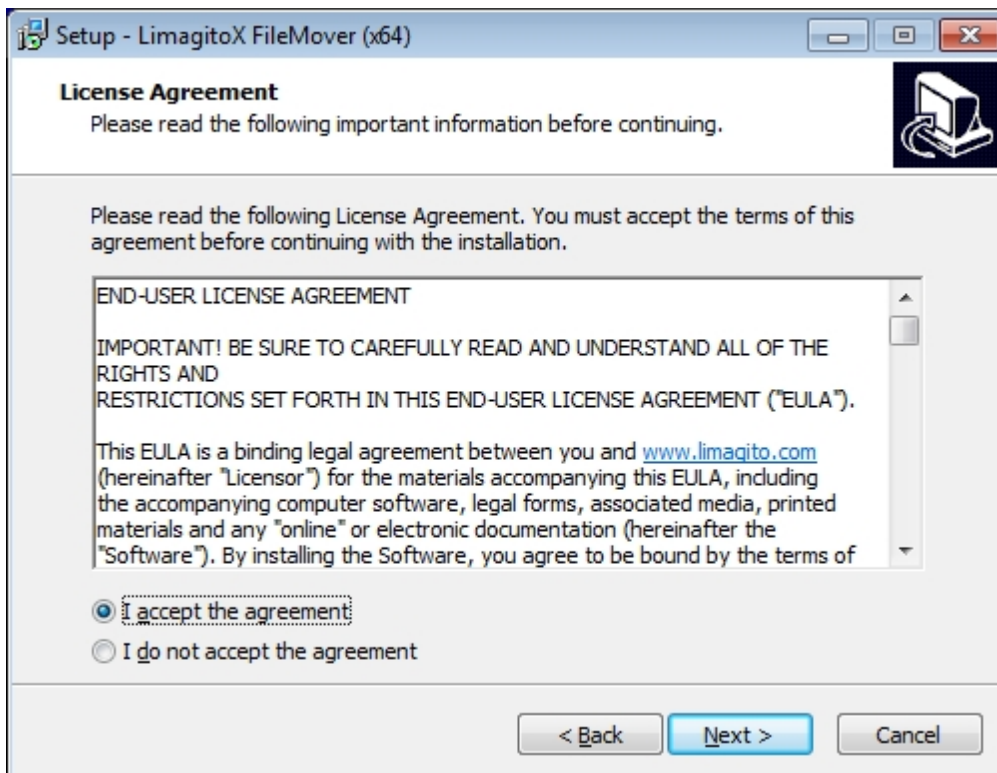 Setup - LimagitoX FileMover (x64)
License Agreement
Please read the following important information before continuing.
Please read the following License Agreement. You must accept the terms of this
agreement before continuing with the installation.
END-USER LICENSE AGREEMENT
IMPORTANT! BE SURE TO CAREFULLY READ AND UNDERSTAND ALL OF THE
RIGHTS AND
RESTRICTIONS SET FORTH IN THIS END-USER LICENSE AGREEMENT ("EULA").
This EULA is a binding legal agreement between you and www.limagito.com
(hereinafter "Licensor") for the materials accompanying this EULA, including
the accompanying computer software, legal forms, associated media, printed
materials and any "online" or electronic documentation (hereinafter the
"Software"). By installing the Software, you agree to be bound by the terms of
I accept the agreement
I do not accept the agreement
< Back Next > Cancel